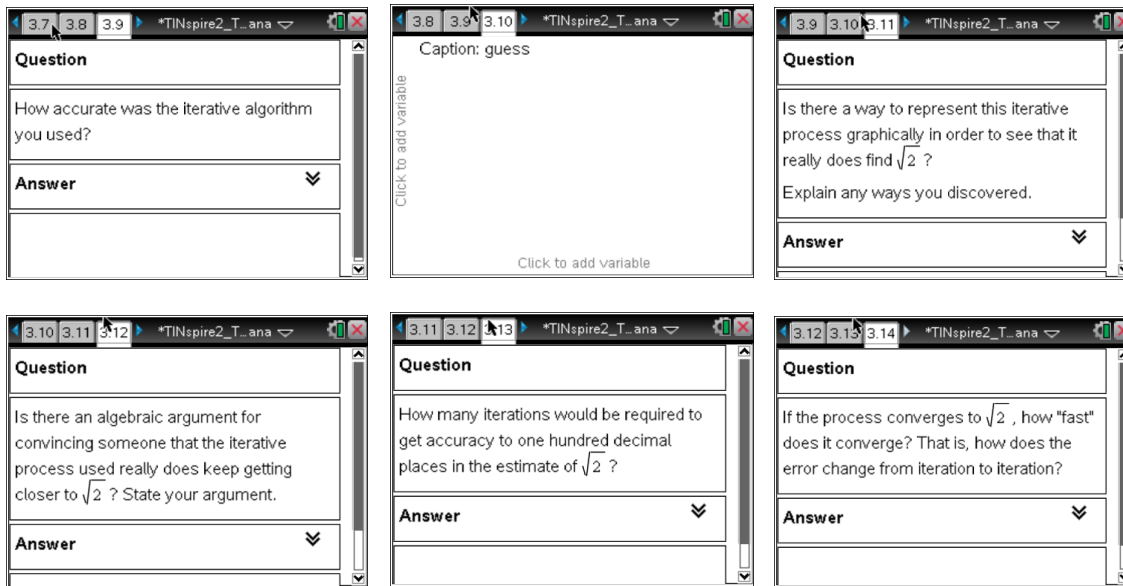 3.7 3.8 3.9 *TINspire2_T...ana
Question
How accurate was the iterative algorithm
you used?
Answer
3.8 3.9 3.10 *TINspire2_T...ana
Caption: guess
Click to add variable
Click to add variable
3.9 3.10 3.11 *TINspire2_T...ana
Question
Is there a way to represent this iterative
process graphically in order to see that it
really does find √2 ?
Explain any ways you discovered.
Answer
3.10 3.11 3.12 *TINspire2_T...ana
Question
Is there an algebraic argument for
convincing someone that the iterative
process used really does keep getting
closer to √2 ? State your argument.
Answer
3.11 3.12 3.13 *TINspire2_T...ana
Question
How many iterations would be required to
get accuracy to one hundred decimal
places in the estimate of √2 ?
Answer
3.12 3.13 3.14 *TINspire2_T...ana
Question
If the process converges to √2 , how "fast"
does it converge? That is, how does the
error change from iteration to iteration?
Answer